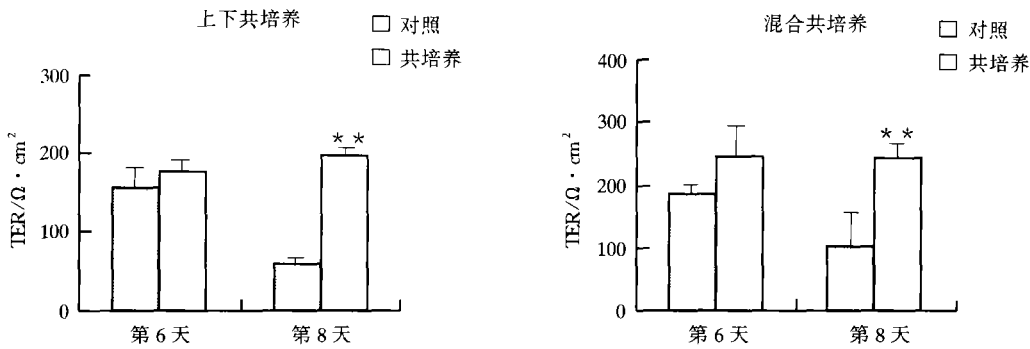 上下共培养
对照
共培养
300
200
100
0
TER/Ω · cm²
**
第 6 天
第 8 天
混合共培养
对照
共培养
400
300
200
100
0
TER/Ω · cm²
**
第 6 天
第 8 天